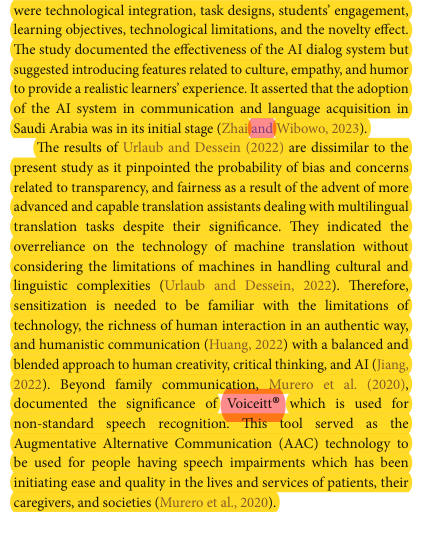 were technological integration, task designs, students’ engagement,
learning objectives, technological limitations, and the novelty effect.
The study documented the effectiveness of the AI dialog system but
suggested introducing features related to culture, empathy, and humor
to provide a realistic learners’ experience. It asserted that the adoption
of the AI system in communication and language acquisition in
Saudi Arabia was in its initial stage (Zhai and Wibowo, 2023).
The results of Urlaub and Dessein (2022) are dissimilar to the
present study as it pinpointed the probability of bias and concerns
related to transparency, and fairness as a result of the advent of more
advanced and capable translation assistants dealing with multilingual
translation tasks despite their significance. They indicated the
overreliance on the technology of machine translation without
considering the limitations of machines in handling cultural and
linguistic complexities (Urlaub and Dessein, 2022). Therefore,
sensitization is needed to be familiar with the limitations of
technology, the richness of human interaction in an authentic way,
and humanistic communication (Huang, 2022) with a balanced and
blended approach to human creativity, critical thinking, and AI (Jiang,
2022). Beyond family communication, Murero et al. (2020),
documented the significance of Voiceitt® which is used for
non-standard speech recognition. This tool served as the
Augmentative Alternative Communication (AAC) technology to
be used for people having speech impairments which has been
initiating ease and quality in the lives and services of patients, their
caregivers, and societies (Murero et al., 2020).